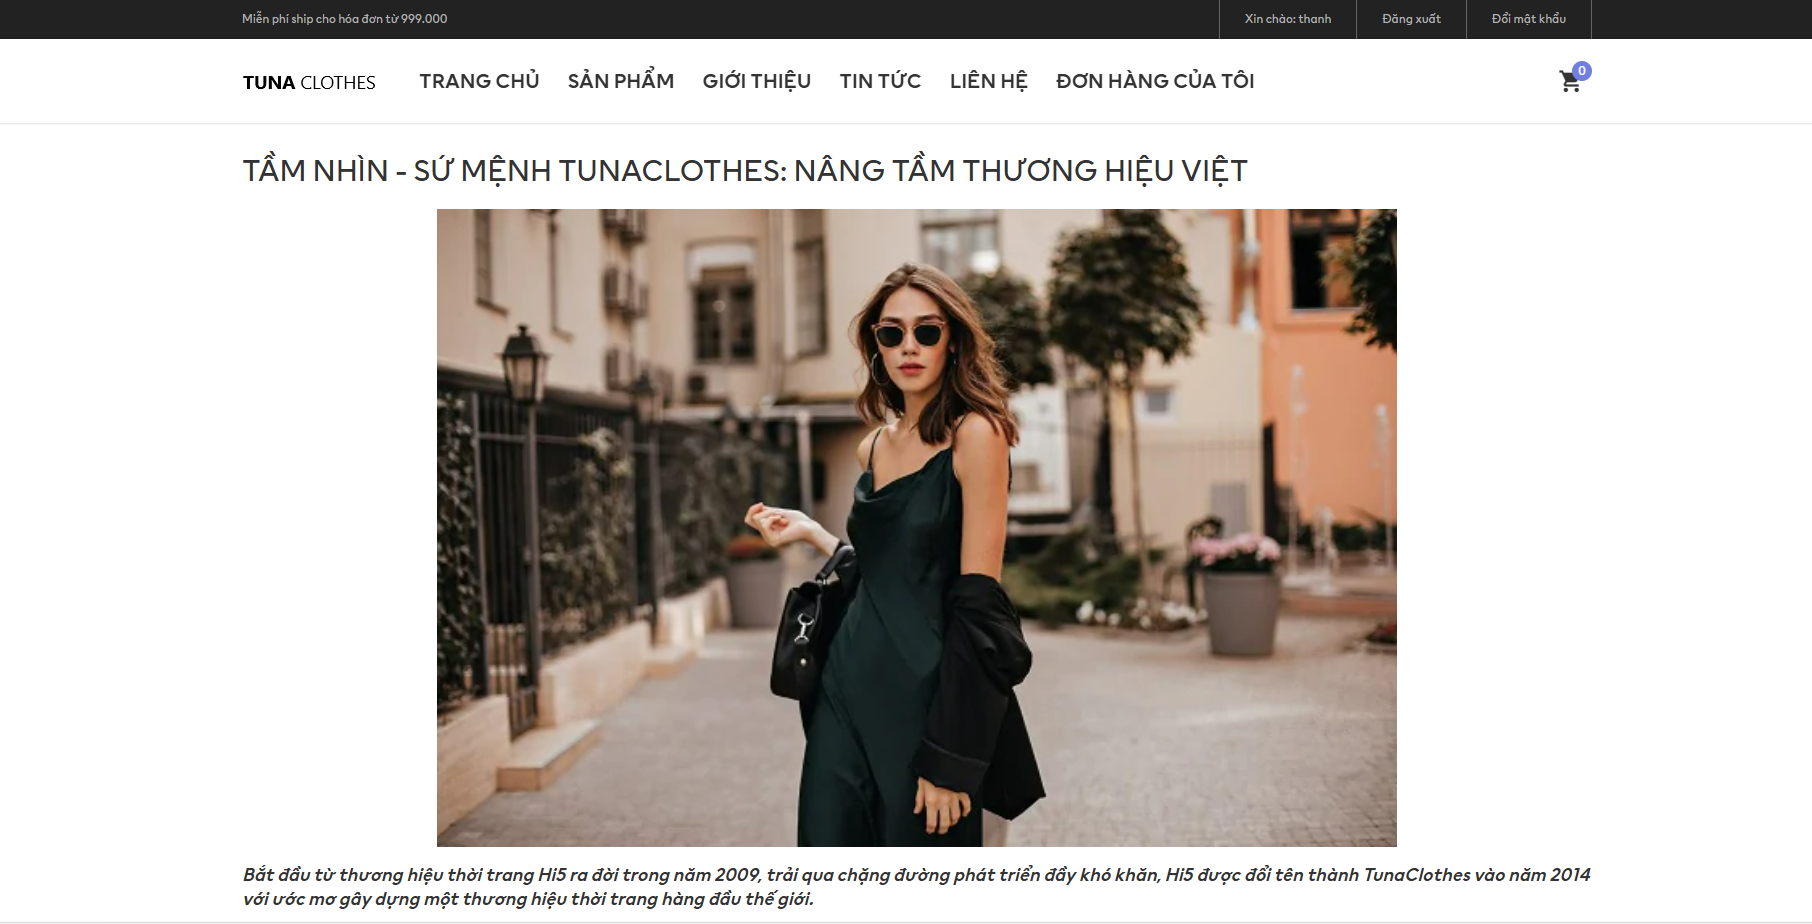 Miễn phí ship cho hóa đơn từ 999.000
Xin chào: thanh
Đăng xuất
Đổi mật khẩu
TUNA CLOTHES
TRANG CHỦ
SẢN PHẨM
GIỚI THIỆU
TIN TỨC
LIÊN HỆ
ĐƠN HÀNG CỦA TÔI
0
TẦM NHÌN - SỨ MỆNH TUNACLOTHES: NÂNG TẦM THƯƠNG HIỆU VIỆT
Bắt đầu từ thương hiệu thời trang Hi5 ra đời trong năm 2009, trải qua chặng đường phát triển đầy khó khăn, Hi5 được đổi tên thành TunaClothes vào năm 2014
với ước mơ gây dựng một thương hiệu thời trang hàng đầu thế giới.